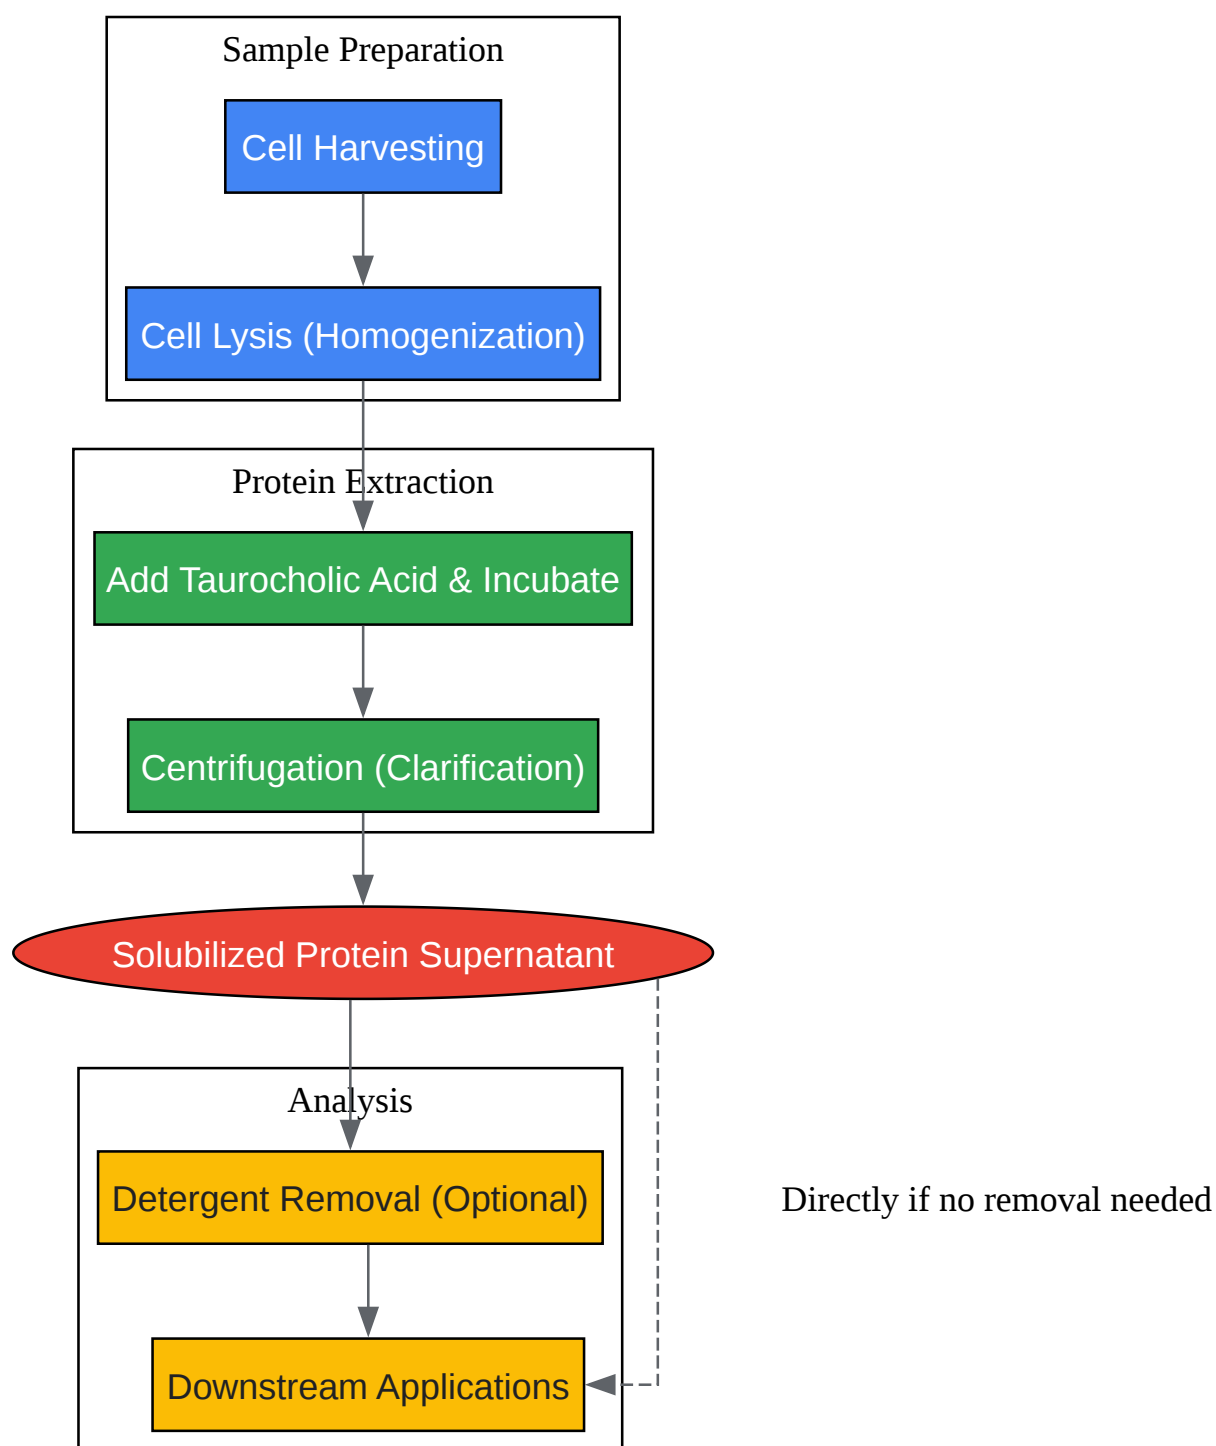 Sample Preparation
Cell Harvesting
Cell Lysis (Homogenization)
Protein Extraction
Add Taurocholic Acid & Incubate
Centrifugation (Clarification)
Solubilized Protein Supernatant
Analysis
Detergent Removal (Optional)
Directly if no removal needed
Downstream Applications